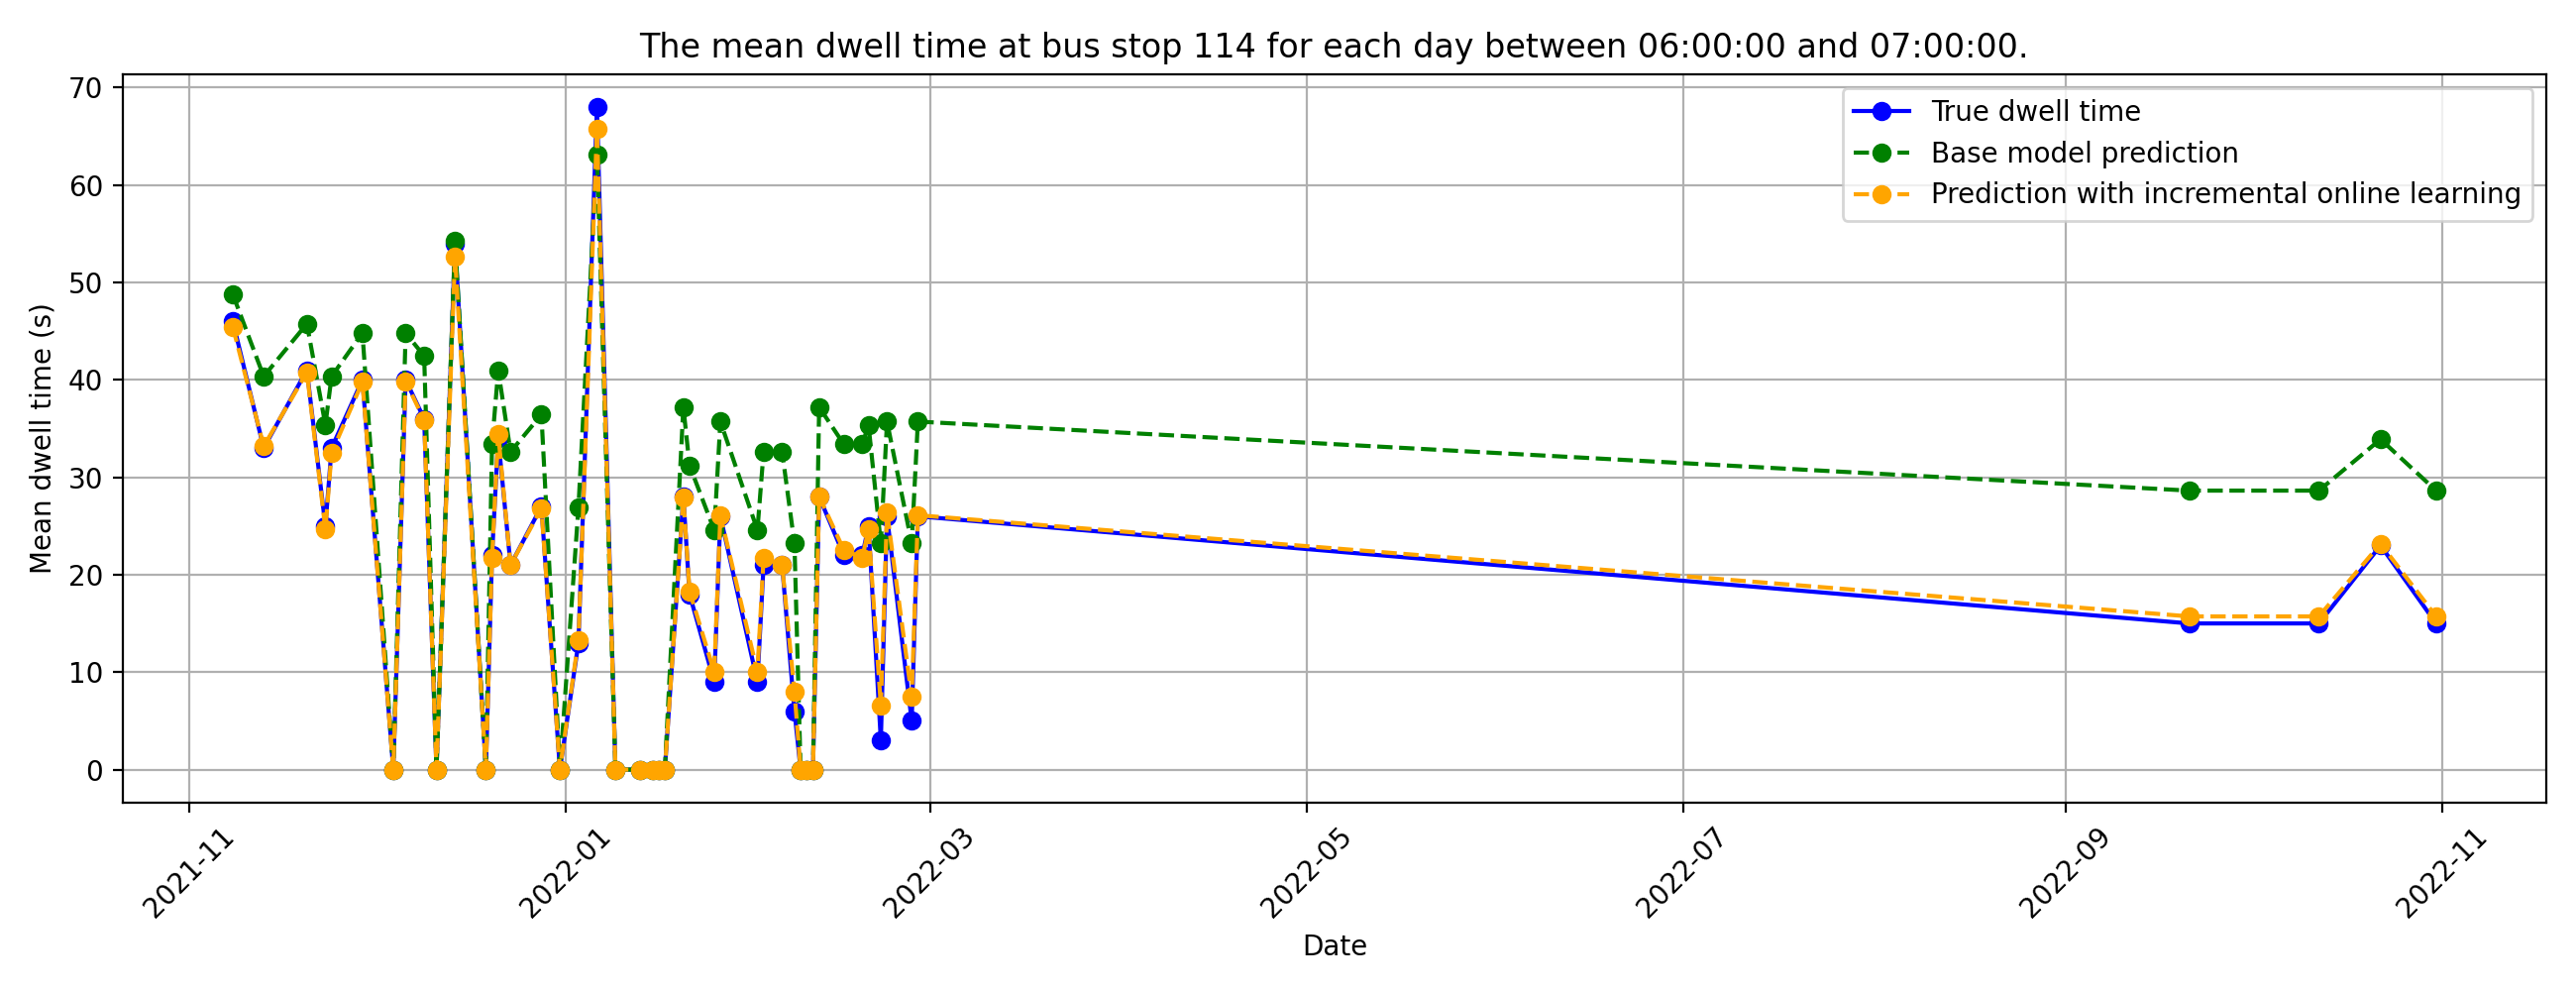 The mean dwell time at bus stop 114 for each day between 06:00:00 and 07:00:00.
True dwell time
Base model prediction
Prediction with incremental online learning
Mean dwell time (s)
70
60
50
40
30
20
10
0
2021-11
2022-01
2022-03
2022-05
2022-07
2022-09
2022-11
Date